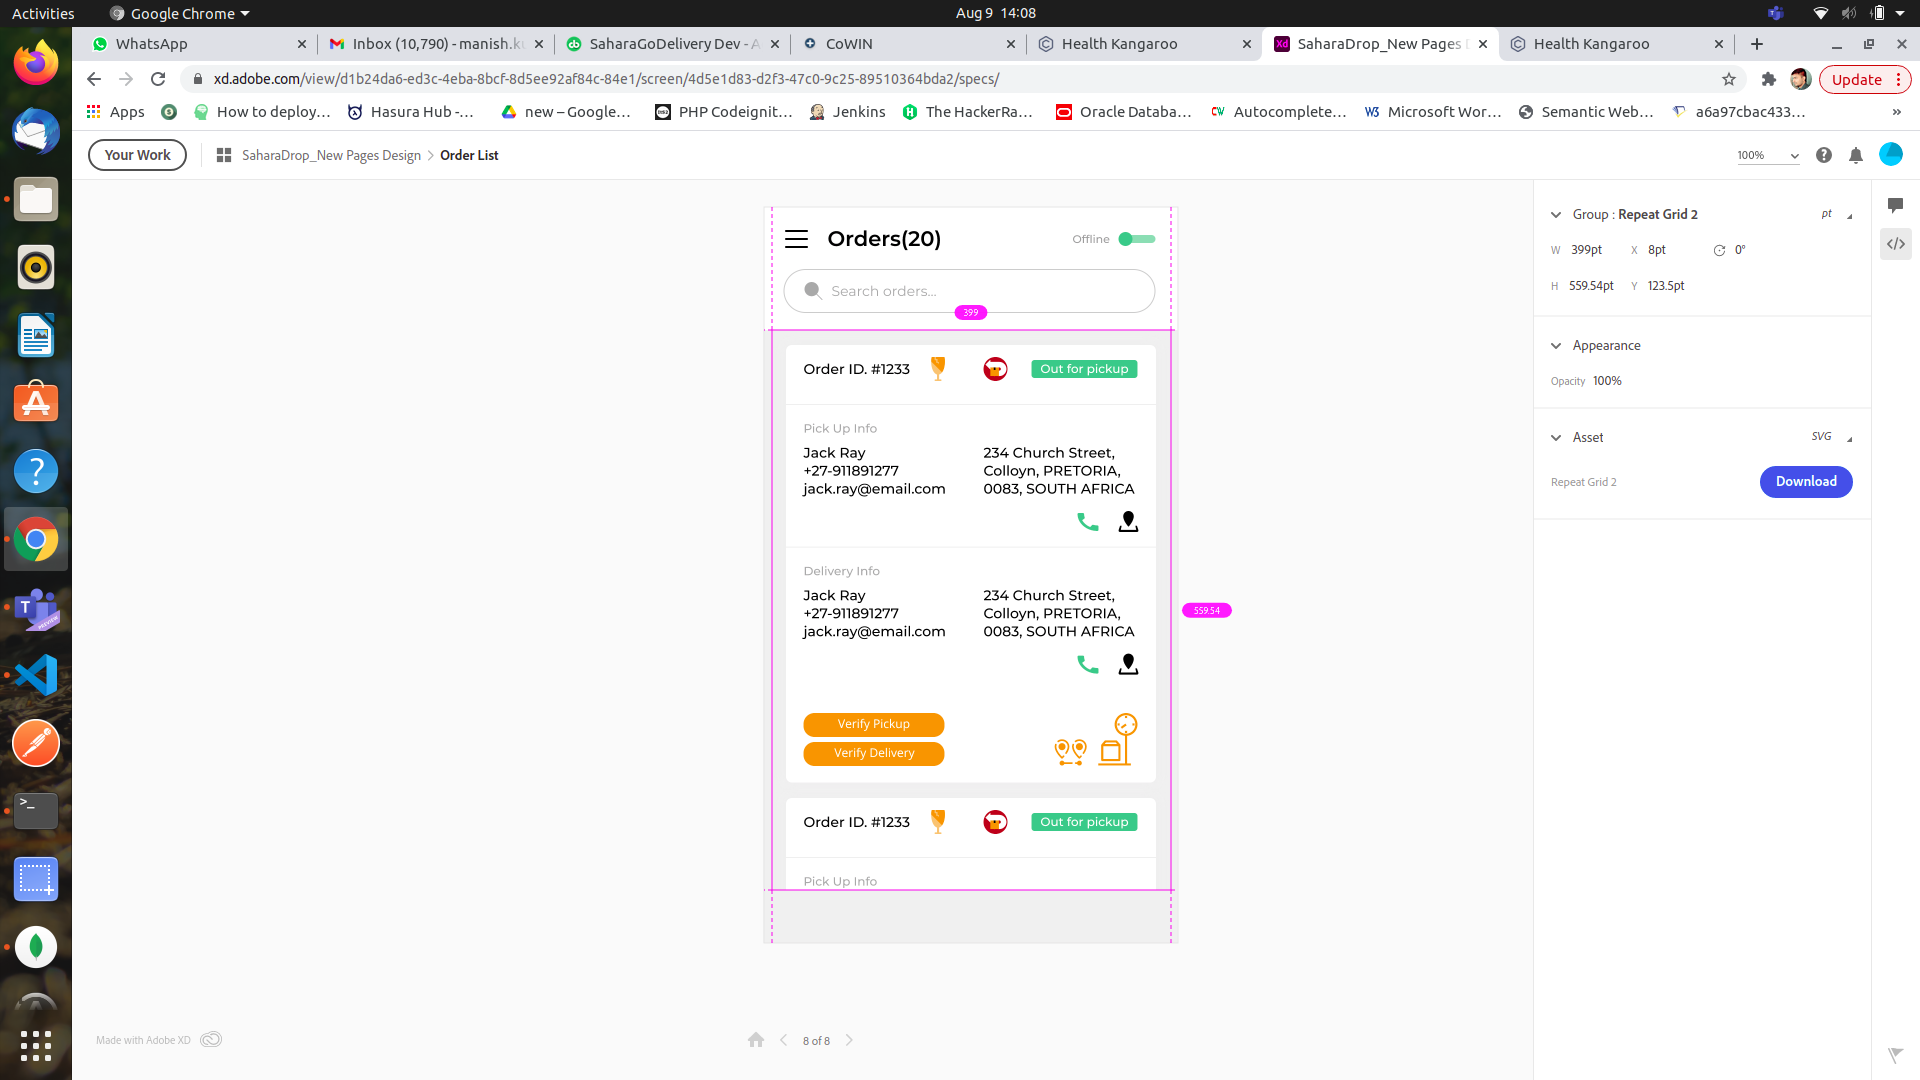 Activities
Google Chrome
Aug 9 14:08
WhatsApp
Inbox (10,790) - manish.k
SaharaGoDelivery Dev - A
CoWIN
Health Kangaroo
SaharaDrop_New Pages D
Health Kangaroo
xd.adobe.com/view/d1b24da6-ed3c-4eba-8bcf-8d5ee92af84c-84e1/screen/4d5e1d83-d2f3-47c0-9c25-89510364bda2/specs/
Update
Apps
How to deploy...
Hasura Hub -...
new – Google...
PHP Codeignit...
Jenkins
The HackerRa...
Oracle Databa...
Autocomplete...
Microsoft Wor...
Semantic Web...
a6a97cbac433...
»
Your Work
SaharaDrop_New Pages Design > Order List
100%
Orders(20)
Offline
Search orders...
399
Order ID. #1233
Out for pickup
Pick Up Info
Jack Ray
+27-911891277
jack.ray@email.com
234 Church Street,
Colloyn, PRETORIA,
0083, SOUTH AFRICA
Delivery Info
Jack Ray
+27-911891277
jack.ray@email.com
234 Church Street,
Colloyn, PRETORIA,
0083, SOUTH AFRICA
559.54
Verify Pickup
Verify Delivery
Order ID. #1233
Out for pickup
Pick Up Info
Group : Repeat Grid 2
pt
W 399pt
X 8pt
0°
H 559.54pt
Y 123.5pt
Appearance
Opacity 100%
Asset
SVG
Repeat Grid 2
Download
Made with Adobe XD
8 of 8